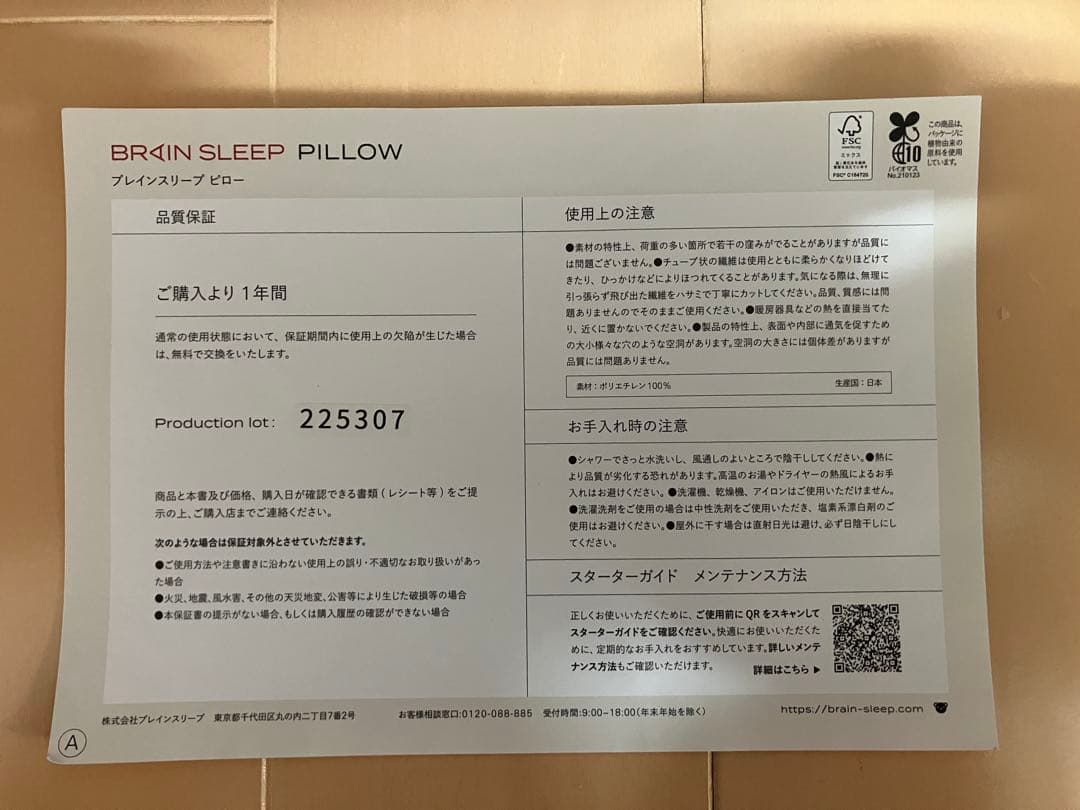 BRAIN SLEEP PILLOW
ブレインスリープ ピロー
FSC
ミックス
FSC® C164720
10
バイオマス
No.210123
この商品は、
パッケージに
植物由来の
原料を使用
しています。
品質保証
ご購入より 1年間
通常の使用状態において、保証期間内に使用上の欠陥が生じた場合
は、無料で交換をいたします。
Production lot: 225307
商品と本書及び価格、購入日が確認できる書類(レシート等)をご提
示の上、ご購入店までご連絡ください。
次のような場合は保証対象外とさせていただきます。
●ご使用方法や注意書きに沿わない使用上の誤り・不適切なお取り扱いがあっ
た場合
●火災、地震、風水害、その他の天災地変、公害等により生じた破損等の場合
●本保証書の提示がない場合、もしくは購入履歴の確認ができない場合
使用上の注意
●素材の特性上、荷重の多い箇所で若干の窪みがでることがありますが品質に
は問題ございません。●チューブ状の繊維は使用とともに柔らかくなりほどけて
きたり、ひっかけなどによりほつれてくることがあります。気になる際は、無理に
引っ張らず飛び出た繊維をハサミで丁寧にカットしてください。品質、質感には問
題ありませんのでそのままご使用ください。●暖房器具などの熱を直接当てた
り、近くに置かないでください。●製品の特性上、表面や内部に通気を促すため
の大小様々な穴のような空洞があります。空洞の大きさには個体差がありますが
品質には問題ありません。
素材：ポリエチレン100% 生産国：日本
お手入れ時の注意
●シャワーでさっと水洗いし、風通しのよいところで陰干ししてください。●熱に
より品質が劣化する恐れがあります。高温のお湯やドライヤーの熱風によるお手
入れはお避けください。●洗濯機、乾燥機、アイロンはご使用いただけません。
●洗濯洗剤をご使用の場合は中性洗剤をご使用いただき、塩素系漂白剤のご
使用はお避けください。●屋外に干す場合は直射日光は避け、必ず日陰干しにし
てください。
スターターガイド メンテナンス方法
正しくお使いいただくために、ご使用前にQRをスキャンして
スターターガイドをご確認ください。快適にお使いいただくた
めに、定期的なお手入れをおすすめしています。詳しいメンテ
ナンス方法もご確認いただけます。
詳細はこちら ▶
株式会社ブレインスリープ 東京都千代田区丸の内二丁目7番2号 お客様相談窓口:0120-088-885 受付時間:9:00-18:00(年末年始を除く) https://brain-sleep.com
A